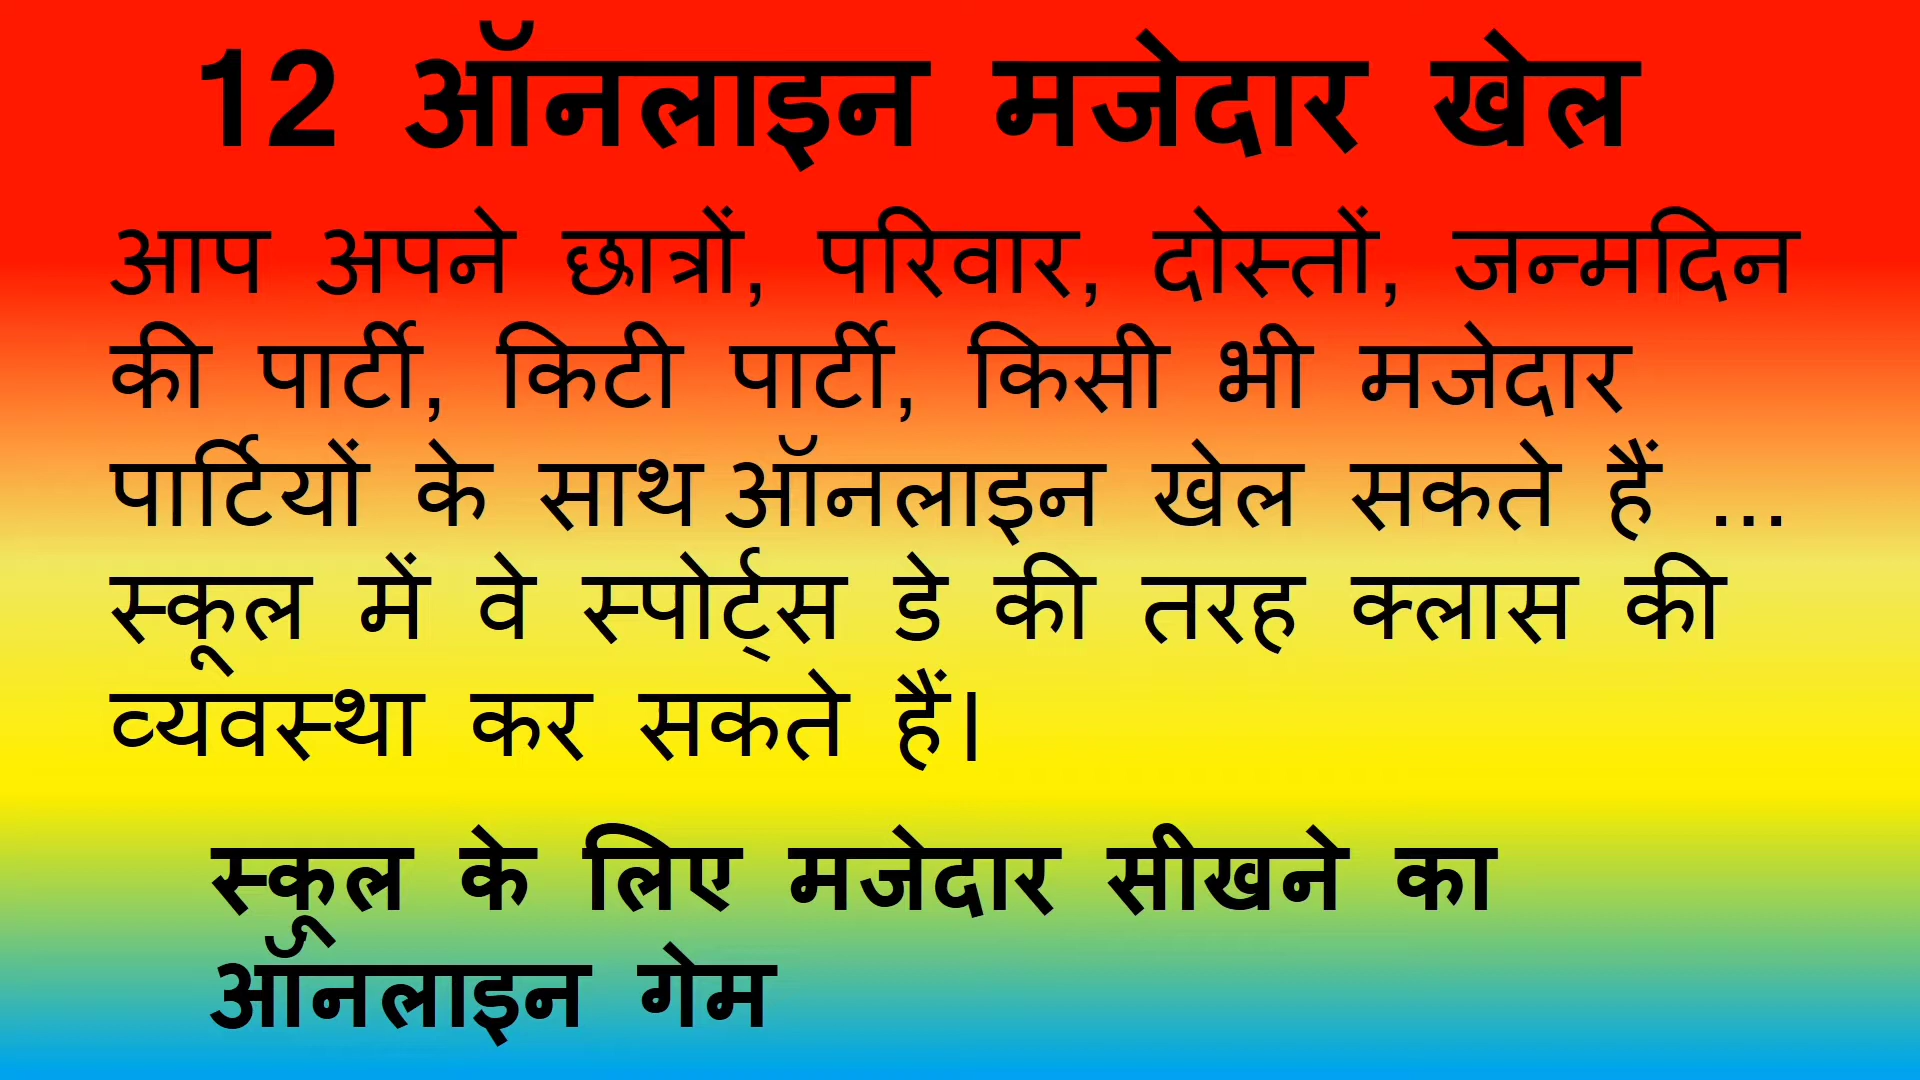 12 ऑनलाइन मजेदार खेल
आप अपने छात्रों, परिवार, दोस्तों, जन्मदिन
की पार्टी, किटी पार्टी, किसी भी मजेदार
पार्टियों के साथ ऑनलाइन खेल सकते हैं ...
स्कूल में वे स्पोर्ट्स डे की तरह क्लास की
व्यवस्था कर सकते हैं।
स्कूल के लिए मजेदार सीखने का
ऑनलाइन गेम